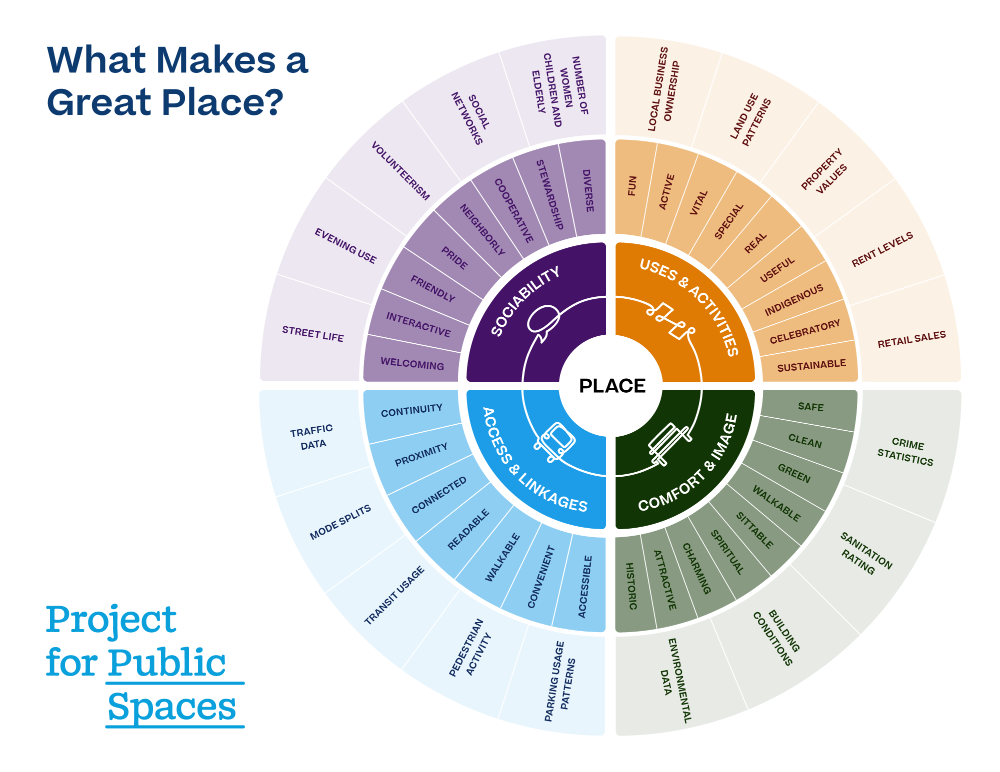 What Makes a
Great Place?
NUMBER OF
WOMEN
CHILDREN AND
ELDERLY
SOCIAL
NETWORKS
VOLUNTEERISM
EVENING USE
STREET LIFE
DIVERSE
STEWARDSHIP
COOPERATIVE
NEIGHBORLY
PRIDE
FRIENDLY
INTERACTIVE
WELCOMING
SOCIABILITY
LOCAL BUSINESS
OWNERSHIP
LAND USE
PATTERNS
PROPERTY
VALUES
RENT LEVELS
RETAIL SALES
FUN
ACTIVE
VITAL
SPECIAL
REAL
USEFUL
INDIGENOUS
CELEBRATORY
SUSTAINABLE
USES & ACTIVITIES
PLACE
TRAFFIC
DATA
MODE SPLITS
TRANSIT USAGE
PEDESTRIAN
ACTIVITY
PARKING USAGE
PATTERNS
CONTINUITY
PROXIMITY
CONNECTED
READABLE
WALKABLE
CONVENIENT
ACCESSIBLE
ACCESS & LINKAGES
COMFORT & IMAGE
SAFE
CLEAN
GREEN
WALKABLE
SITTABLE
SPIRITUAL
CHARMING
ATTRACTIVE
HISTORIC
CRIME
STATISTICS
SANITATION
RATING
BUILDING
CONDITIONS
ENVIRONMENTAL
DATA
Project
for Public
Spaces